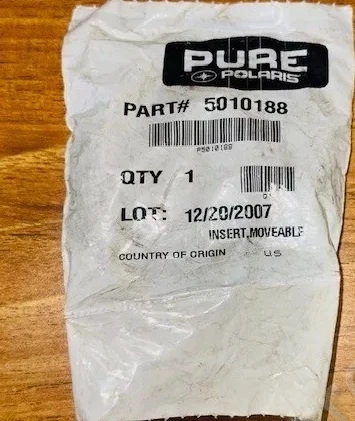 PURE
POLARIS
PART# 5010188
P5010188
QTY 1
LOT: 12/20/2007
INSERT,MOVEABLE
COUNTRY OF ORIGIN US